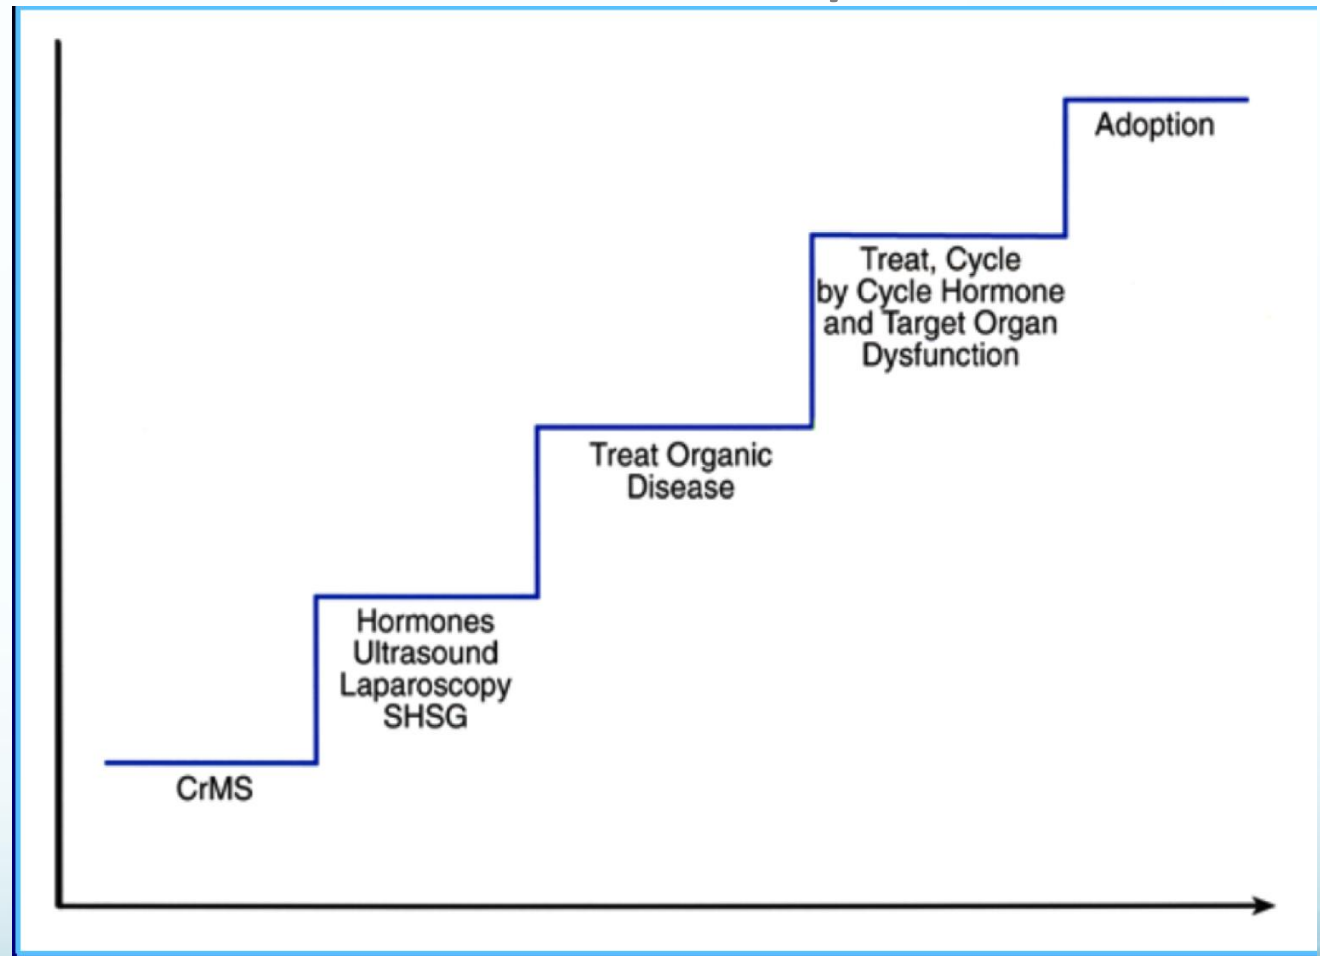 CrMS
Hormones
Ultrasound
Laparoscopy
SHSG
Treat Organic
Disease
Treat, Cycle
by Cycle Hormone
and Target Organ
Dysfunction
Adoption